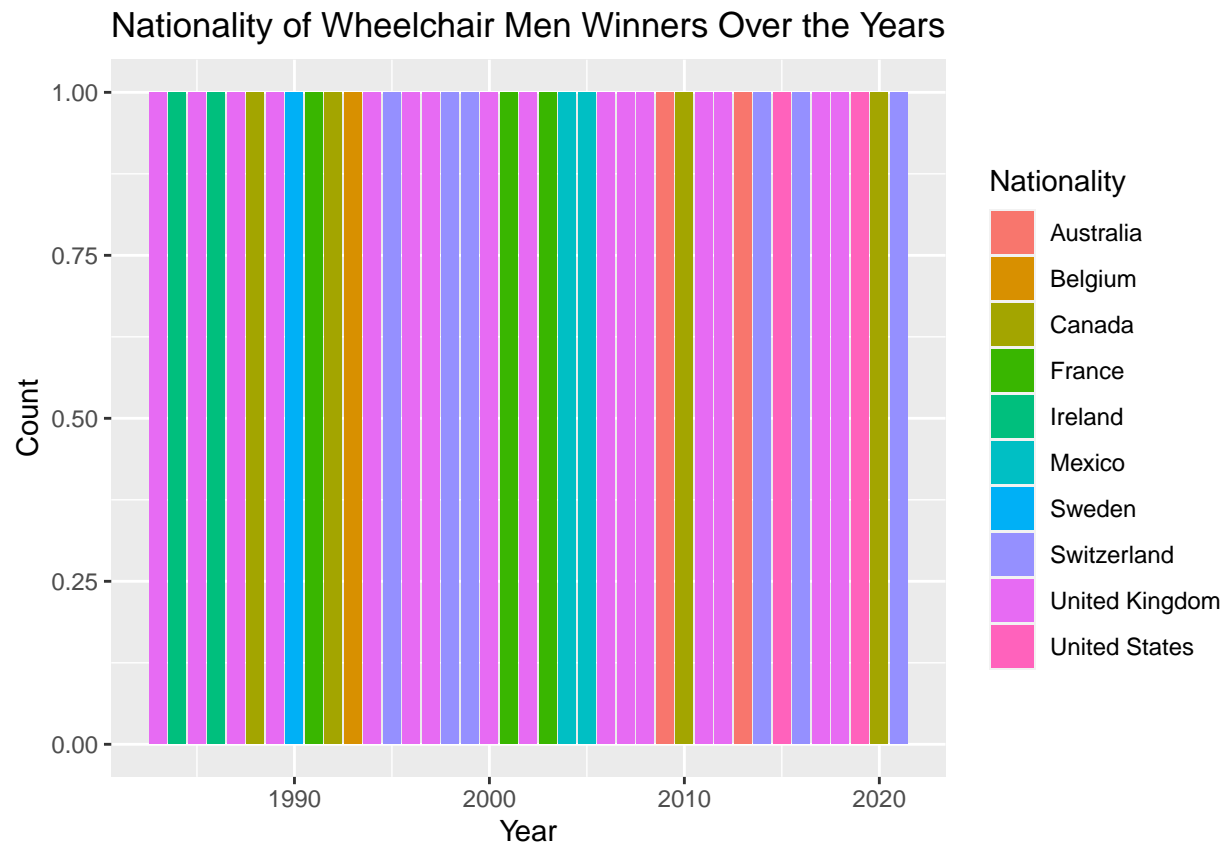 Nationality of Wheelchair Men Winners Over the Years
1.00
0.75
0.50
0.25
0.00
Count
1990
2000
2010
2020
Year
Nationality
Australia
Belgium
Canada
France
Ireland
Mexico
Sweden
Switzerland
United Kingdom
United States